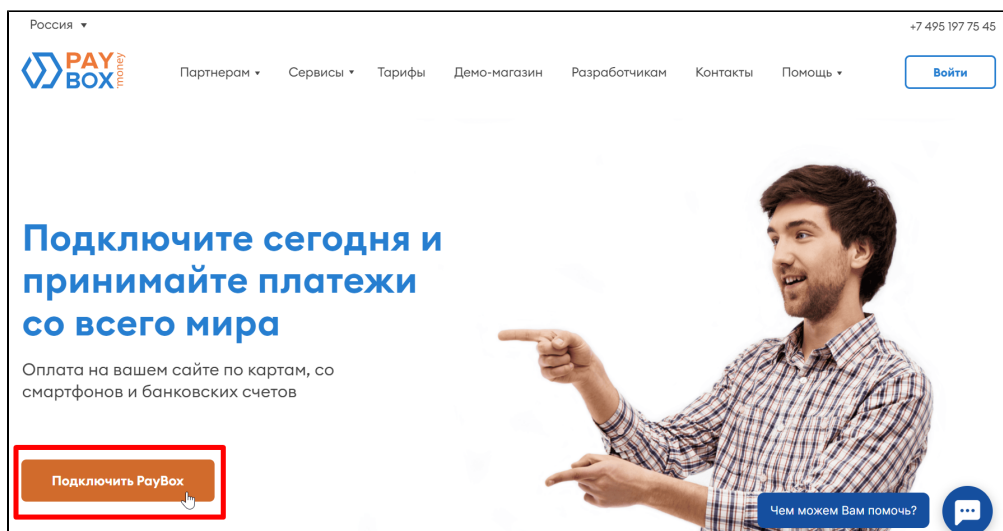 Россия
+7 495 197 75 45
PAY
BOX
money
Партнерам
Сервисы
Тарифы
Демо-магазин
Разработчикам
Контакты
Помощь
Войти
Подключите сегодня и
принимайте платежи
со всего мира
Оплата на вашем сайте по картам, со
смартфонов и банковских счетов
Подключить PayBox
Чем можем Вам помочь?